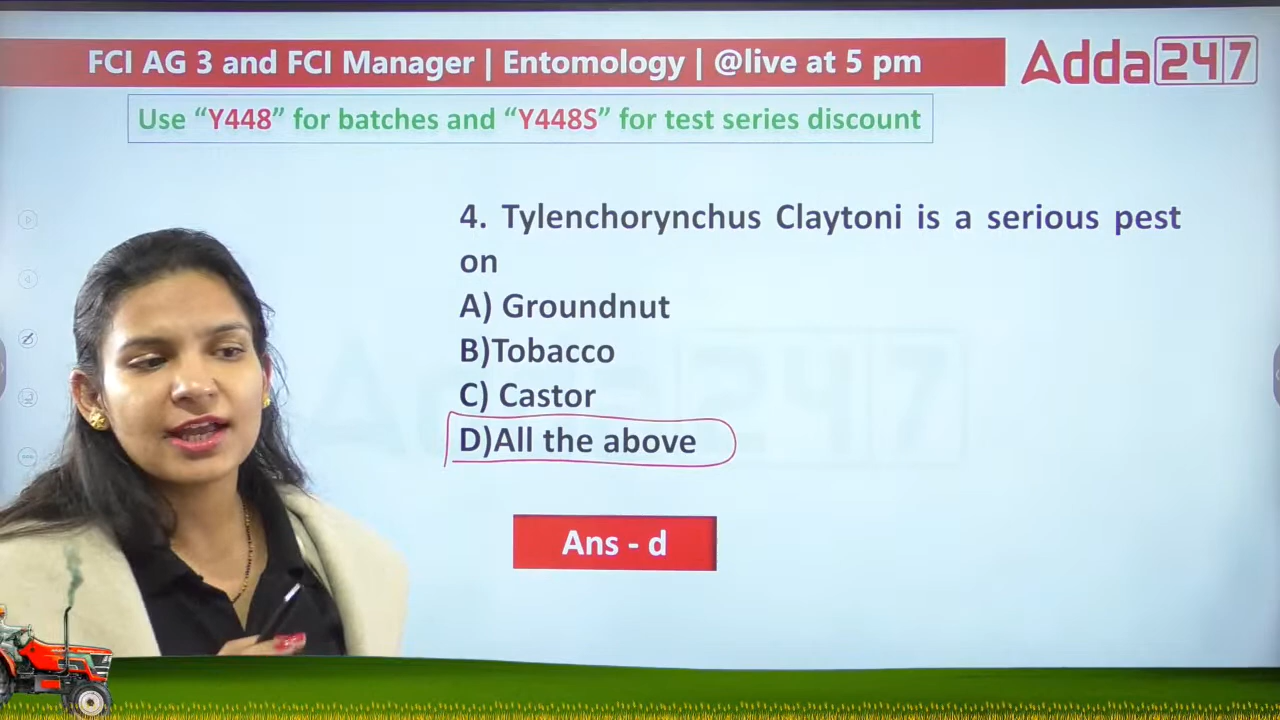 FCI AG 3 and FCI Manager | Entomology | @live at 5 pm
Adda247
Use “Y448” for batches and “Y448S” for test series discount
4. Tylenchorynchus Claytoni is a serious pest
on
A) Groundnut
B)Tobacco
C) Castor
D)All the above
Ans - d
Adda247